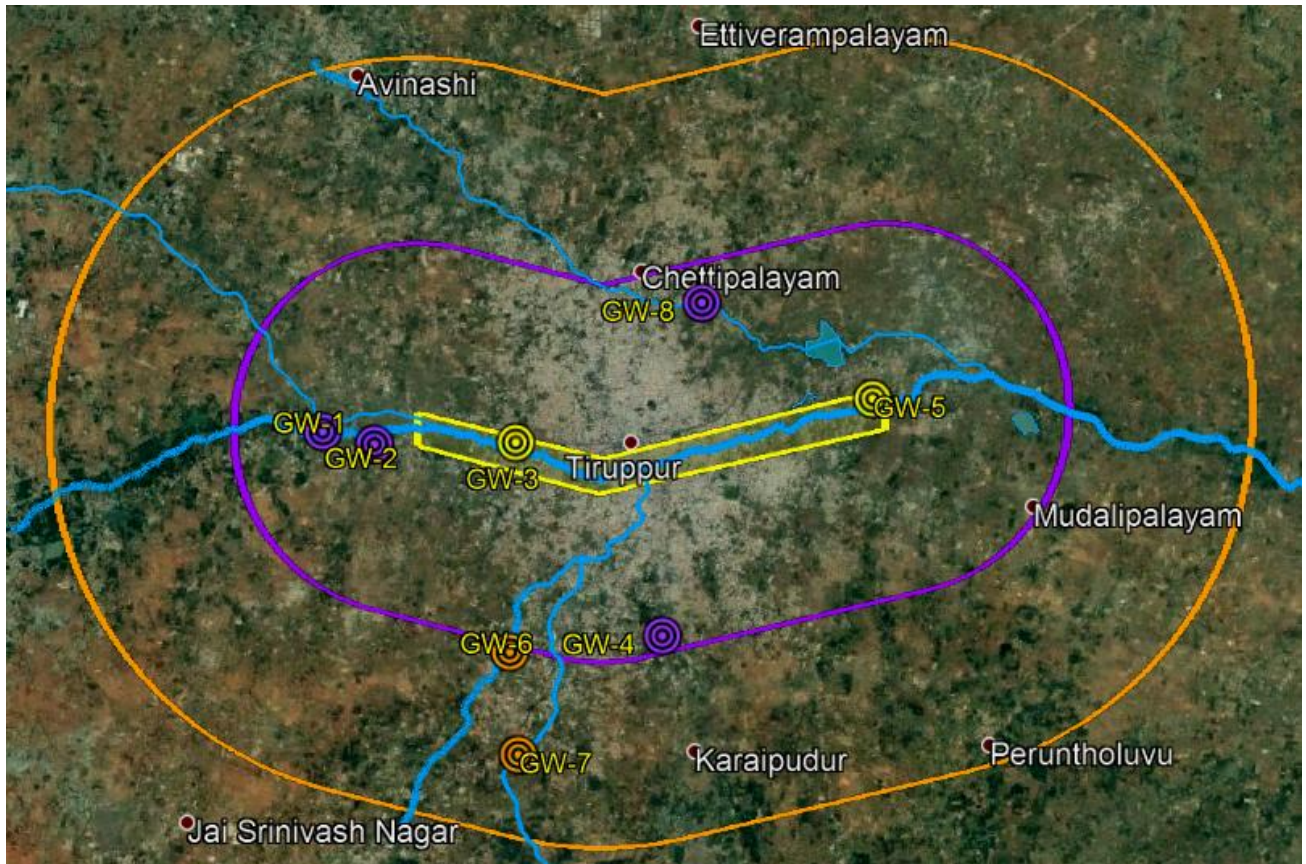 Ettiverampalayam
Avinashi
Chettipalayam
GW-8
GW-1
GW-2
GW-3
GW-5
Tiruppur
Mudalipalayam
GW-6
GW-4
GW-7
Karaipudur
Peruntholuvu
Jai Srinivash Nagar